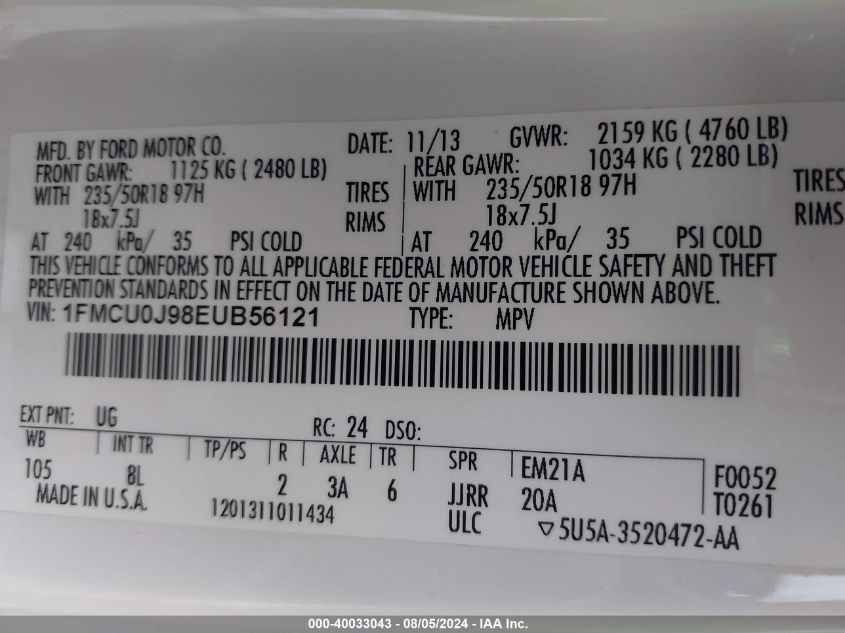 MFD. BY FORD MOTOR CO. DATE: 11/13 GVWR: 2159 KG ( 4760 LB)
FRONT GAWR: 1125 KG ( 2480 LB) REAR GAWR: 1034 KG ( 2280 LB)
WITH 235/50R18 97H TIRES WITH 235/50R18 97H TIRES
18x7.5J RIMS 18x7.5J RIMS
AT 240 kPa/ 35 PSI COLD AT 240 kPa/ 35 PSI COLD
THIS VEHICLE CONFORMS TO ALL APPLICABLE FEDERAL MOTOR VEHICLE SAFETY AND THEFT
PREVENTION STANDARDS IN EFFECT ON THE DATE OF MANUFACTURE SHOWN ABOVE.
VIN: 1FMCU0J98EUB56121 TYPE: MPV
EXT PNT: UG RC: 24 DSO:
WB INT TR TP/PS R AXLE TR SPR EM21A F0052
105 8L 2 3A 6 JJRR 20A T0261
MADE IN U.S.A. 1201311011434 ULC ▽5U5A-3520472-AA
000-40033043 - 08/05/2024 - IAA Inc.